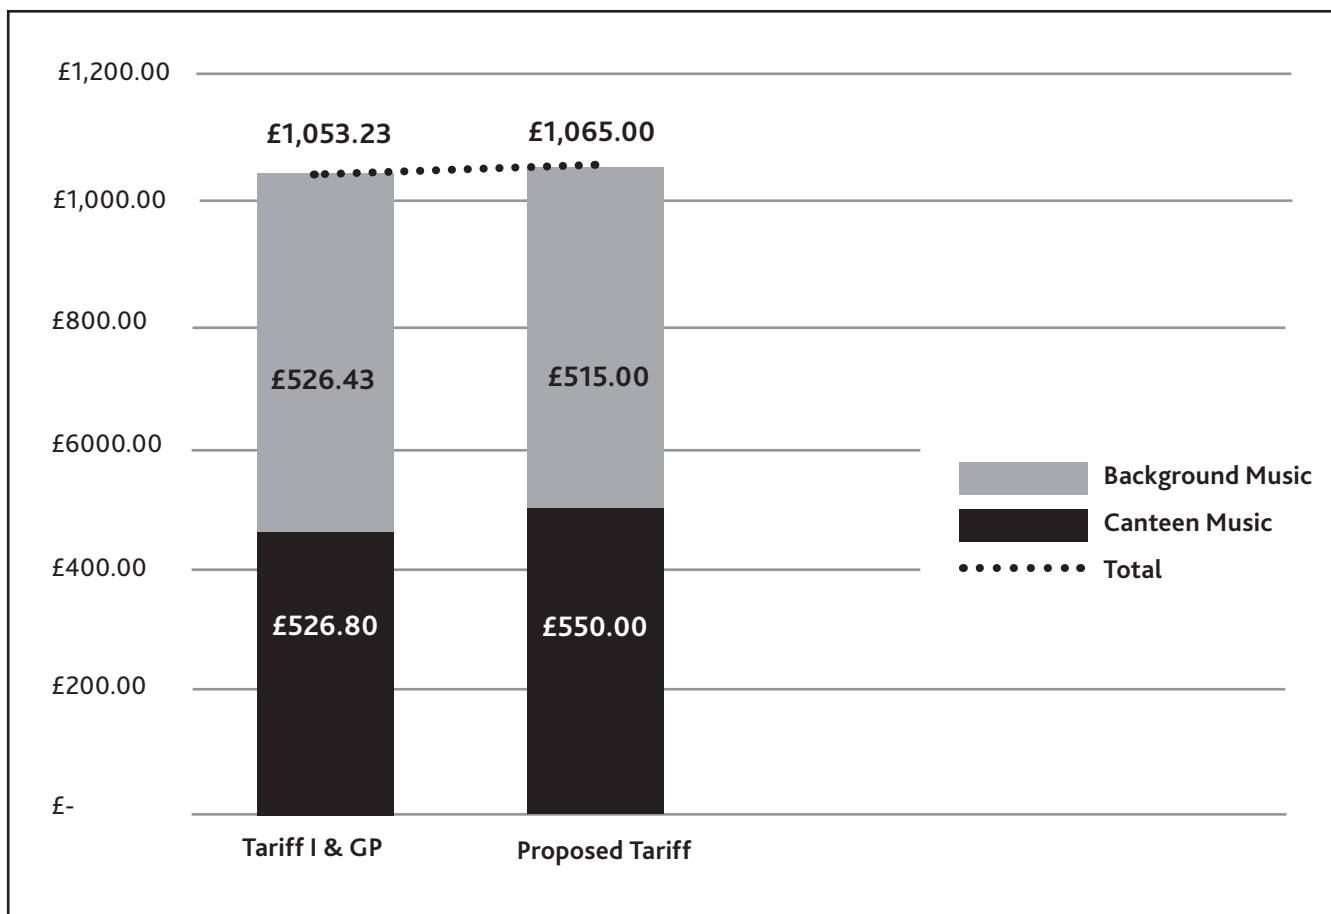 £1,200.00
£1,053.23
£1,065.00
£1,000.00
£800.00
£526.43
£515.00
£6000.00
Background Music
Canteen Music
£400.00
Total
£526.80
£550.00
£200.00
£-
Tariff I & GP
Proposed Tariff